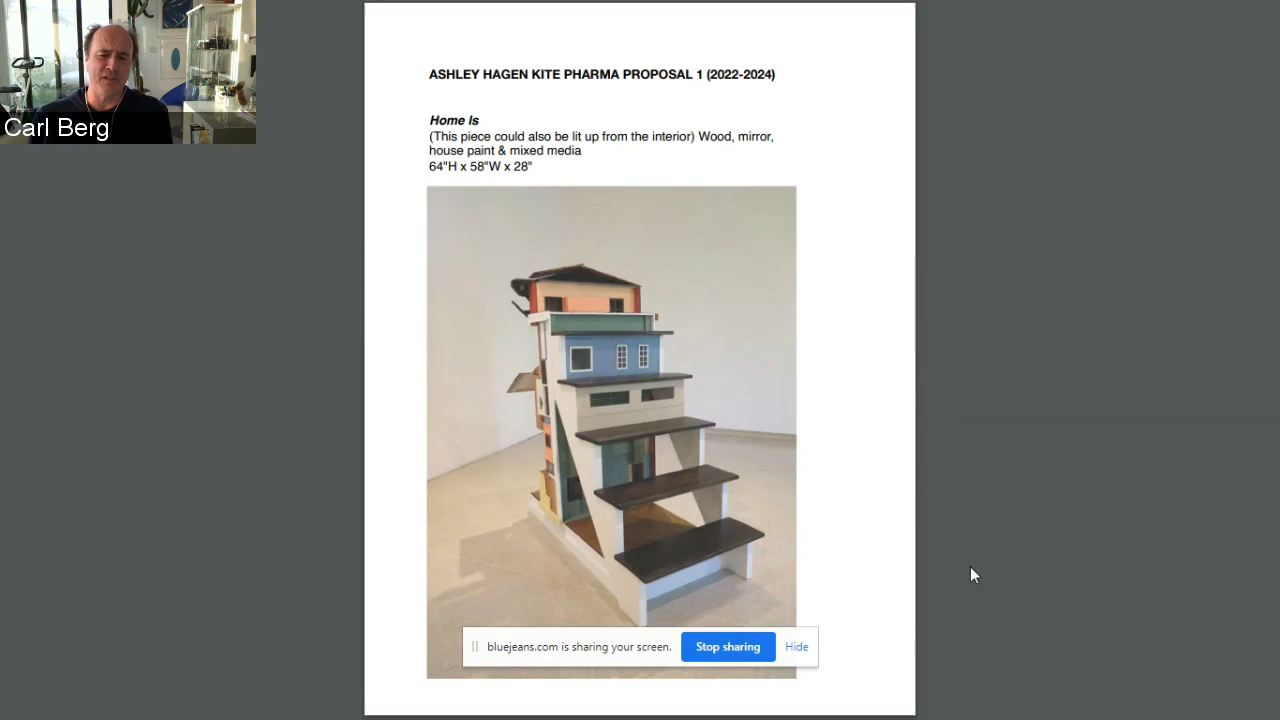 Carl Berg
ASHLEY HAGEN KITE PHARMA PROPOSAL 1 (2022-2024)
Home Is
(This piece could also be lit up from the interior) Wood, mirror,
house paint & mixed media
64"H x 58"W x 28"
bluejeans.com is sharing your screen.
Stop sharing
Hide